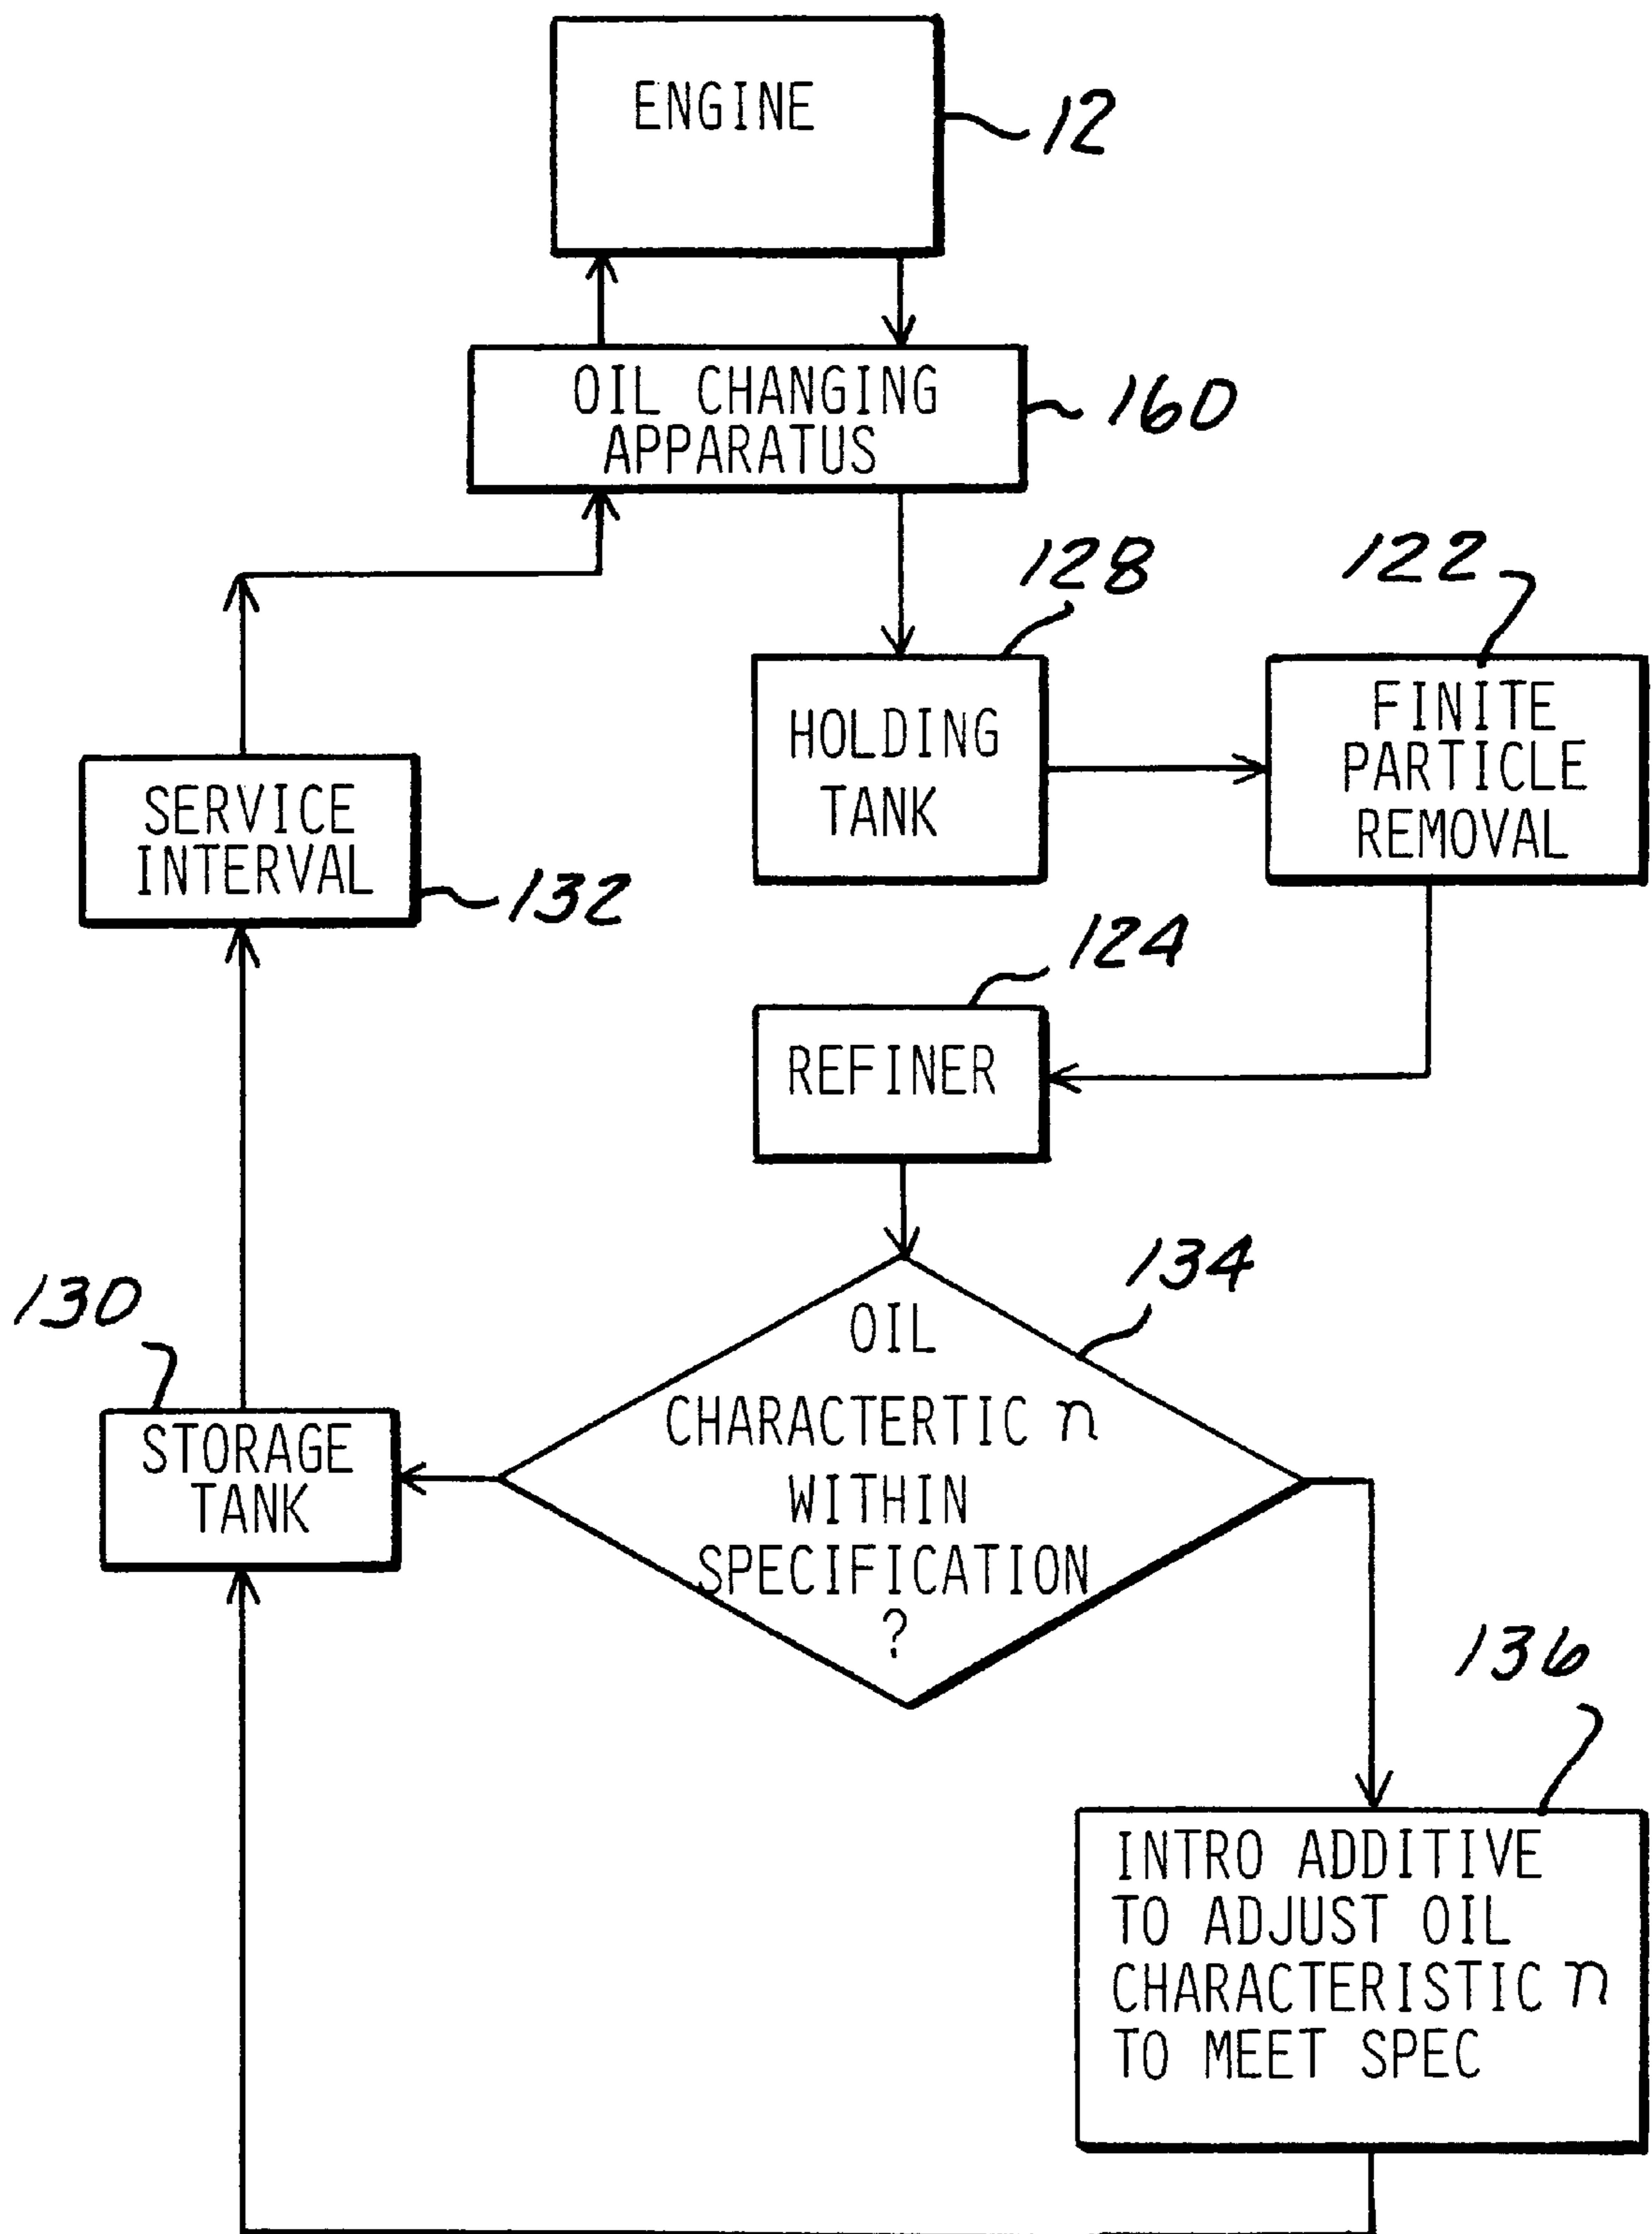 ENGINE
12
OIL CHANGING
APPARATUS
160
128
122
HOLDING
TANK
FINITE
PARTICLE
REMOVAL
SERVICE
INTERVAL
132
124
REFINER
134
130
OIL
CHARACTERTIC n
WITHIN
SPECIFICATION
?
STORAGE
TANK
136
INTRO ADDITIVE
TO ADJUST OIL
CHARACTERISTIC n
TO MEET SPEC